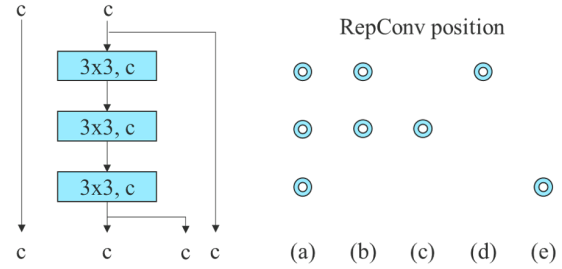 c c
RepConv position
3x3, c
3x3, c
3x3, c
c c c c
(a) (b) (c) (d) (e)